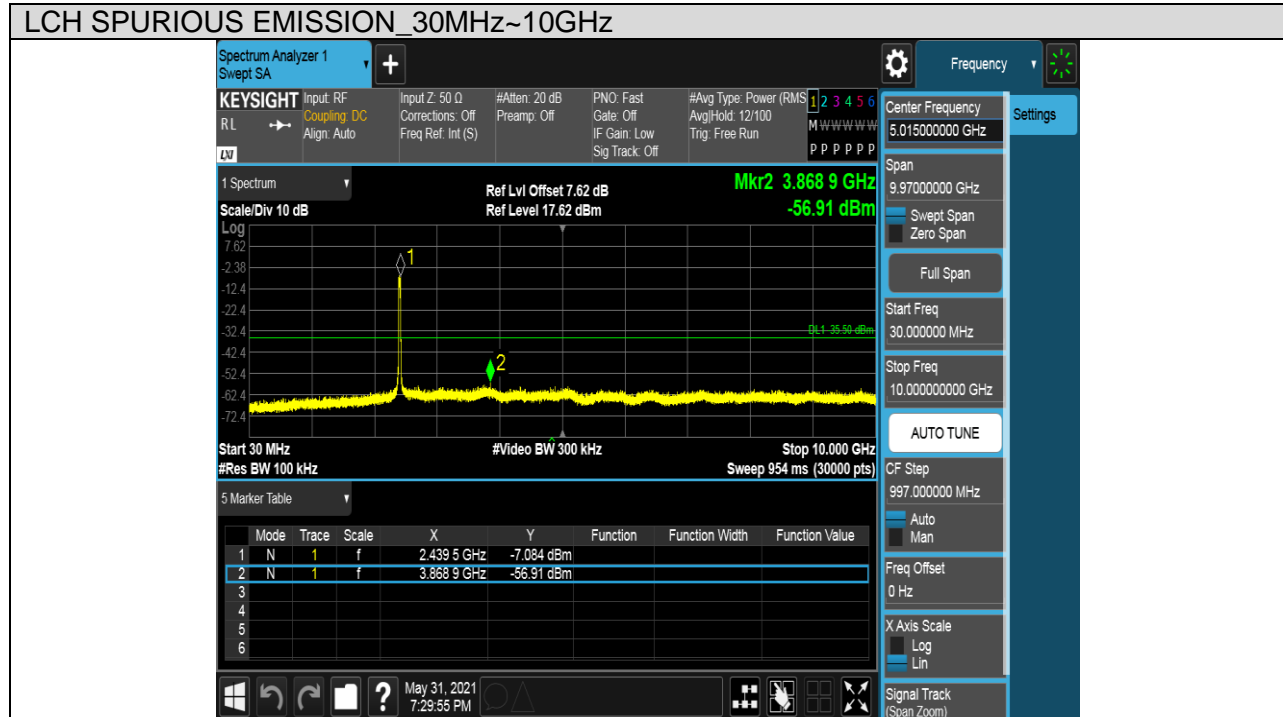 LCH SPURIOUS EMISSION_30MHz~10GHz
Spectrum Analyzer 1
Swept SA
+
Frequency
KEYSIGHT
RL
LXI
Input: RF
Coupling: DC
Align: Auto
Input Z: 50 Ω
Corrections: Off
Freq Ref: Int (S)
#Atten: 20 dB
Preamp: Off
PNO: Fast
Gate: Off
IF Gain: Low
Sig Track: Off
#Avg Type: Power (RMS
Avg|Hold: 12/100
Trig: Free Run
1 2 3 4 5 6
M W W W W W
P P P P P P
1 Spectrum
Scale/Div 10 dB
Ref Lvl Offset 7.62 dB
Ref Level 17.62 dBm
Mkr2 3.868 9 GHz
-56.91 dBm
Log
7.62
-2.38
-12.4
-22.4
-32.4
-42.4
-52.4
-62.4
-72.4
1
2
DL1 -35.50 dBm
Start 30 MHz
#Video BW 300 kHz
Stop 10.000 GHz
#Res BW 100 kHz
Sweep 954 ms (30000 pts)
5 Marker Table
Mode Trace Scale X Y Function Function Width Function Value
1 N 1 f 2.439 5 GHz -7.084 dBm
2 N 1 f 3.868 9 GHz -56.91 dBm
3
4
5
6
?
May 31, 2021
7:29:55 PM
Center Frequency
5.015000000 GHz
Settings
Span
9.97000000 GHz
Swept Span
Zero Span
Full Span
Start Freq
30.000000 MHz
Stop Freq
10.000000000 GHz
AUTO TUNE
CF Step
997.000000 MHz
Auto
Man
Freq Offset
0 Hz
X Axis Scale
Log
Lin
Signal Track
(Span Zoom)